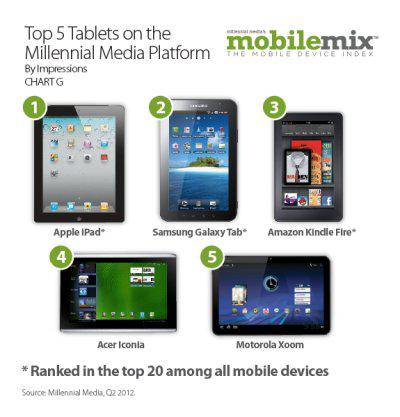 Top 5 Tablets on the
Millennial Media Platform
By Impressions
CHART G
millennial media's
mobilemix™
THE MOBILE DEVICE INDEX
1
2
3
SAMSUNG
Apple iPad*
Samsung Galaxy Tab*
Amazon Kindle Fire*
4
5
Acer Iconia
Motorola Xoom
* Ranked in the top 20 among all mobile devices
Source: Millennial Media, Q2 2012.